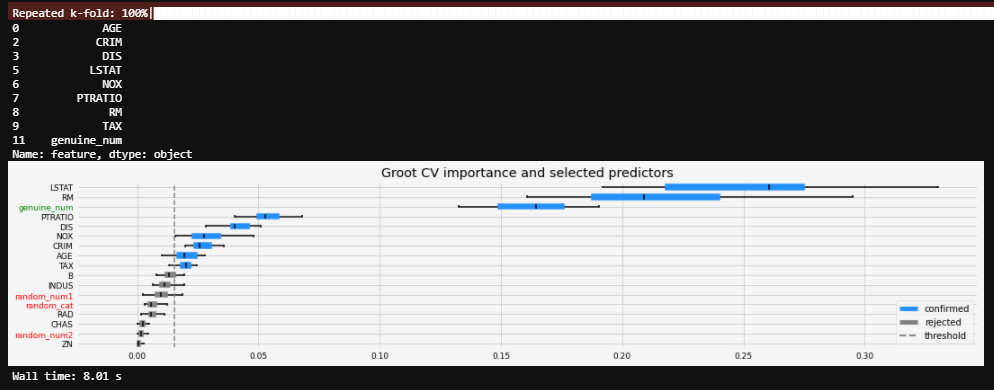 Repeated k-fold: 100%|
0 AGE
2 CRIM
3 DIS
5 LSTAT
6 NOX
7 PTRATIO
8 RM
9 TAX
11 genuine_num
Name: feature, dtype: object
Groot CV importance and selected predictors
LSTAT
RM
genuine_num
PTRATIO
DIS
NOX
CRIM
AGE
TAX
B
INDUS
random_num1
random_cat
RAD
CHAS
random_num2
ZN
confirmed
rejected
threshold
0.00 0.05 0.10 0.15 0.20 0.25 0.30
Wall time: 8.01 s